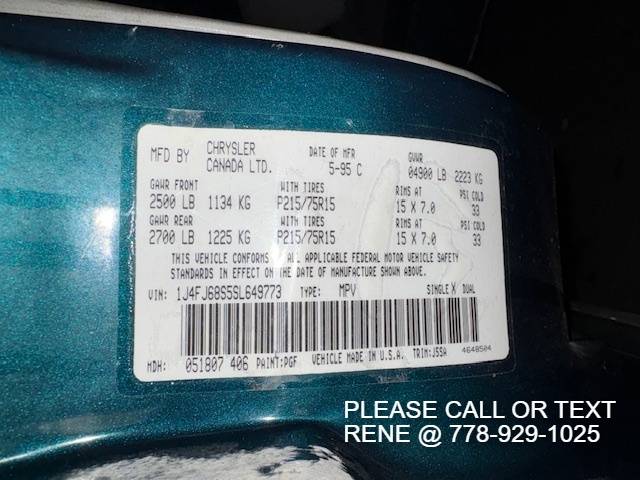 MFD BY CHRYSLER CANADA LTD. DATE OF MFR 5-95 C GVWR 04900 LB 2223 KG
GAWR FRONT WITH TIRES RIMS AT PSI COLD
2500 LB 1134 KG P215/75R15 15 X 7.0 33
GAWR REAR WITH TIRES RIMS AT PSI COLD
2700 LB 1225 KG P215/75R15 15 X 7.0 33
THIS VEHICLE CONFORMS TO ALL APPLICABLE FEDERAL MOTOR VEHICLE SAFETY
STANDARDS IN EFFECT ON THE DATE OF MANUFACTURE SHOWN ABOVE.
VIN: 1J4FJ68S5SL649773 TYPE: MPV SINGLE X DUAL
MDH: 051807 406 PAINT:PGF VEHICLE MADE IN U.S.A. TRIM:JSSA 4648504
PLEASE CALL OR TEXT
RENE @ 778-929-1025